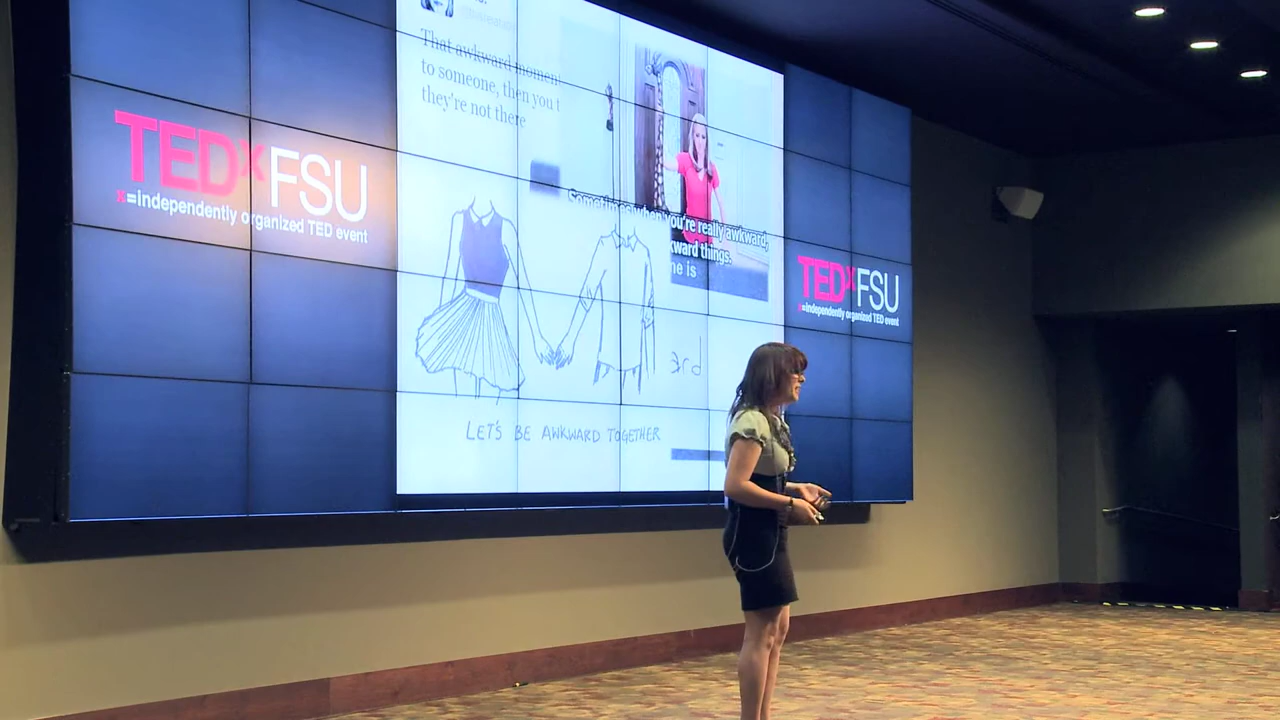 That awkward momen
to someone, then you t
they're not there
TEDxFSU
x=independently organized TED event
Sometimes when you're really awkward,
kward things.
ne is
TEDxFSU
x=independently organized TED event
3rd
LET'S BE AWKWARD TOGETHER